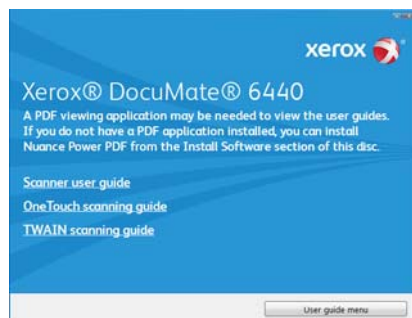 xerox
Xerox® DocuMate® 6440
A PDF viewing application may be needed to view the user guides.
If you do not have a PDF application installed, you can install
Nuance Power PDF from the Install Software section of this disc.
Scanner user guide
OneTouch scanning guide
TWAIN scanning guide
User guide menu